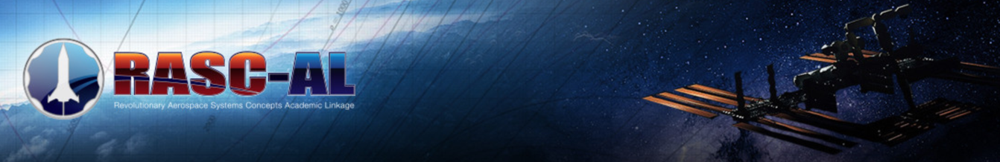 RASC-AL
Revolutionary Aerospace Systems Concepts Academic Linkage